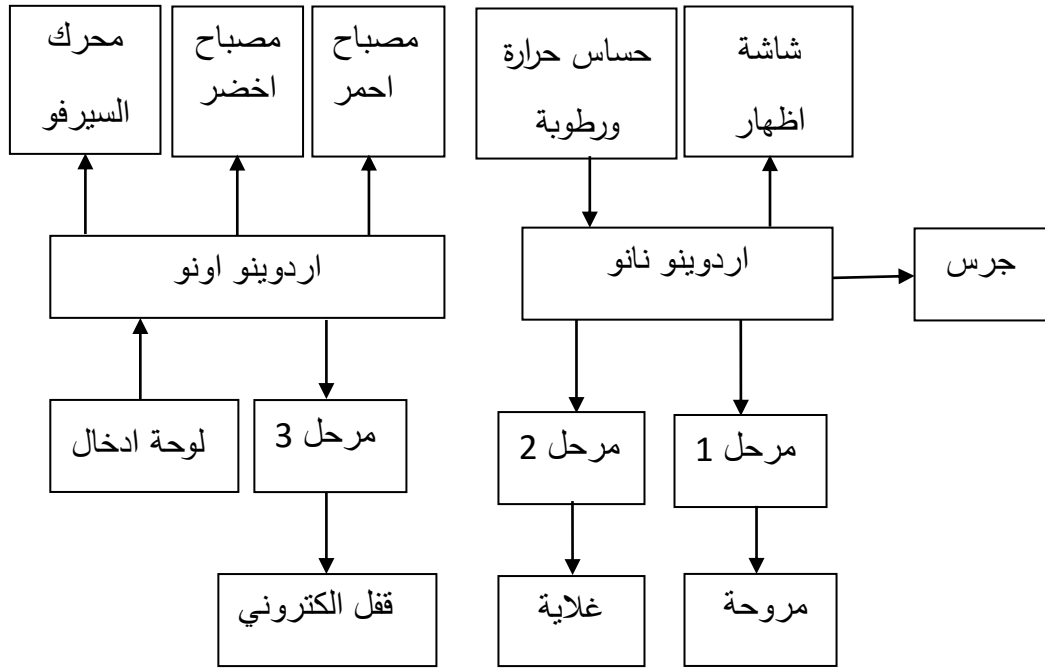 شاشة
اظهار
حساس حرارة
ورطوبة
مصباح
احمر
مصباح
اخضر
محرك
السيرفو
جرس
اردوينو نانو
اردوينو اونو
مرحل 1
مرحل 2
مرحل 3
لوحة ادخال
مروحة
غلاية
قفل الكتروني